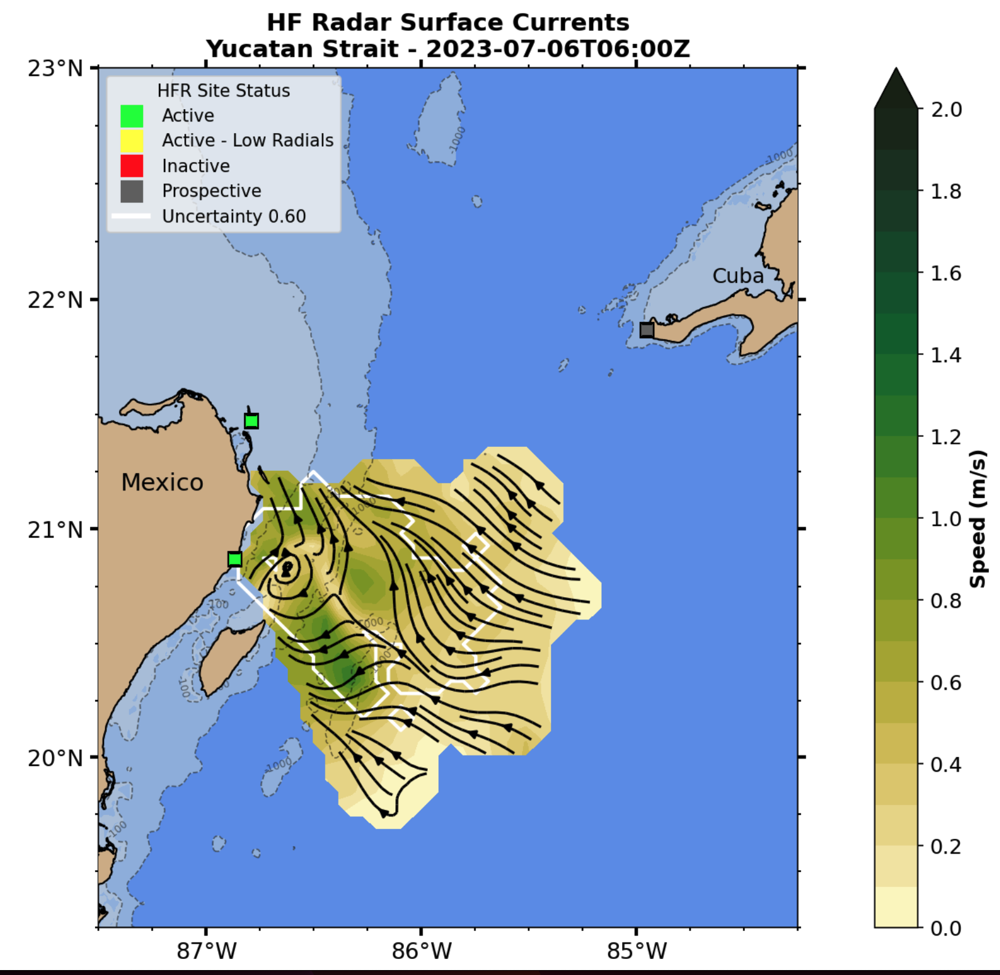 HF Radar Surface Currents
Yucatan Strait - 2023-07-06T06:00Z
HFR Site Status
Active
Active - Low Radials
Inactive
Prospective
Uncertainty 0.60
23°N
22°N
21°N
20°N
87°W
86°W
85°W
Mexico
Cuba
-1000
-1000
-1000
-1000
-1000
-1000
-100
-100
-100
2.0
1.8
1.6
1.4
1.2
1.0
0.8
0.6
0.4
0.2
0.0
Speed (m/s)